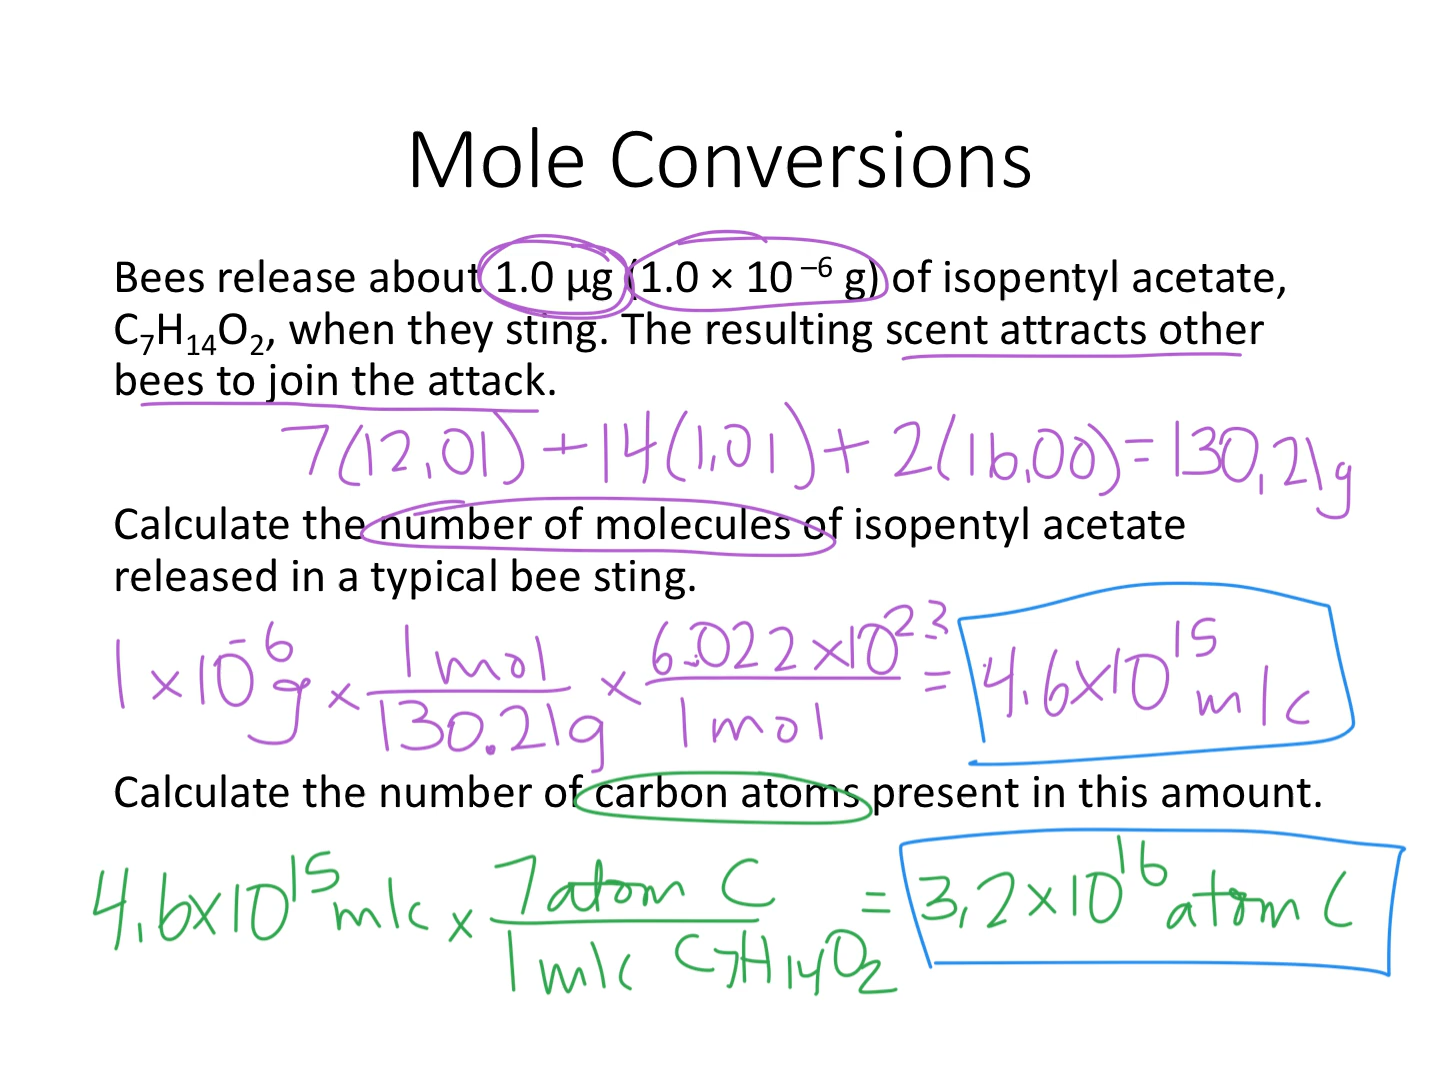 Mole Conversions
Bees release about 1.0 µg (1.0 × 10⁻⁶ g) of isopentyl acetate,
C₇H₁₄O₂, when they sting. The resulting scent attracts other
bees to join the attack.
7(12.01) + 14(1.01) + 2(16.00) = 130.21g
Calculate the number of molecules of isopentyl acetate
released in a typical bee sting.
1 × 10⁻⁶ g × 1 mol / 130.21g × 6.022 × 10²³ / 1 mol = 4.6 × 10¹⁵ mlc
Calculate the number of carbon atoms present in this amount.
4.6 × 10¹⁵ mlc × 7 atom C / 1 mlc C₇H₁₄O₂ = 3.2 × 10¹⁶ atom C